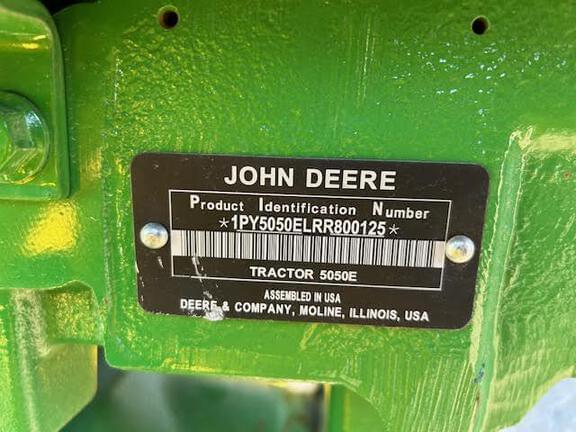 JOHN DEERE
Product Identification Number
*1PY5050ELRR800125*
TRACTOR 5050E
ASSEMBLED IN USA
DEERE & COMPANY, MOLINE, ILLINOIS, USA